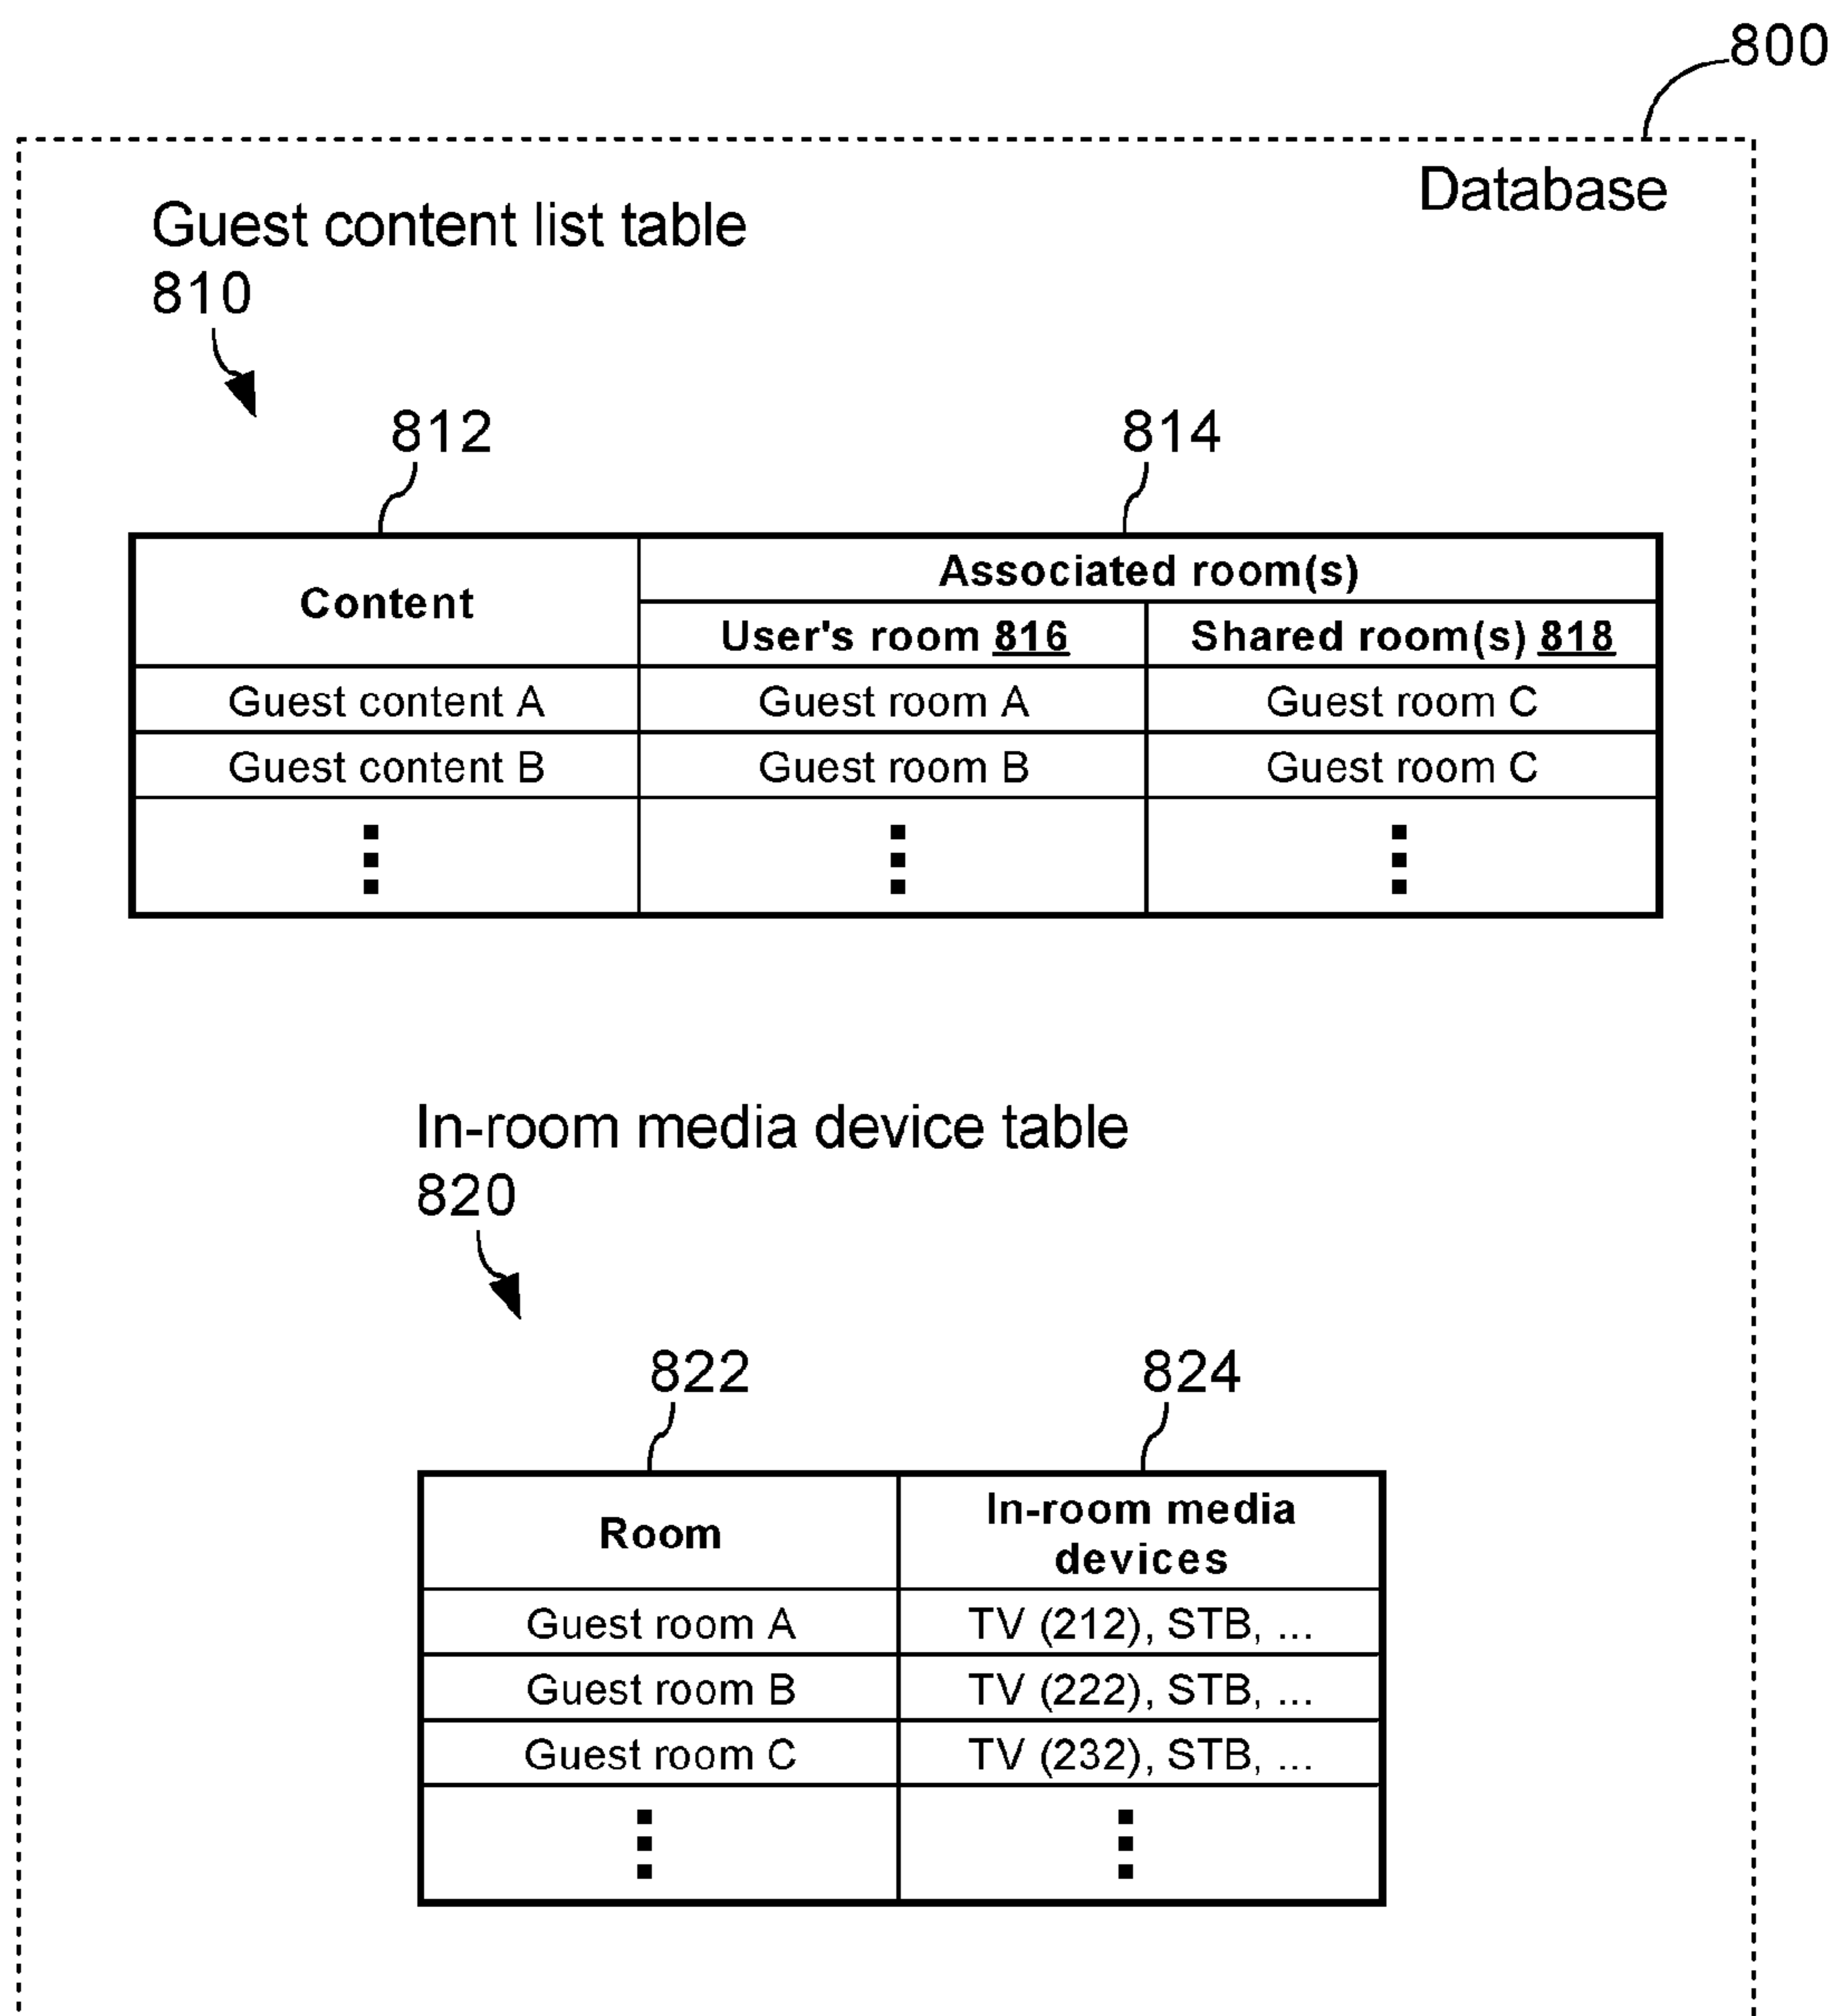 800
Database
Guest content list table
810
812
814
Content
Associated room(s)
User's room 816
Shared room(s) 818
Guest content A
Guest room A
Guest room C
Guest content B
Guest room B
Guest room C
In-room media device table
820
822
824
Room
In-room media
devices
Guest room A
TV (212), STB, ...
Guest room B
TV (222), STB, ...
Guest room C
TV (232), STB, ...